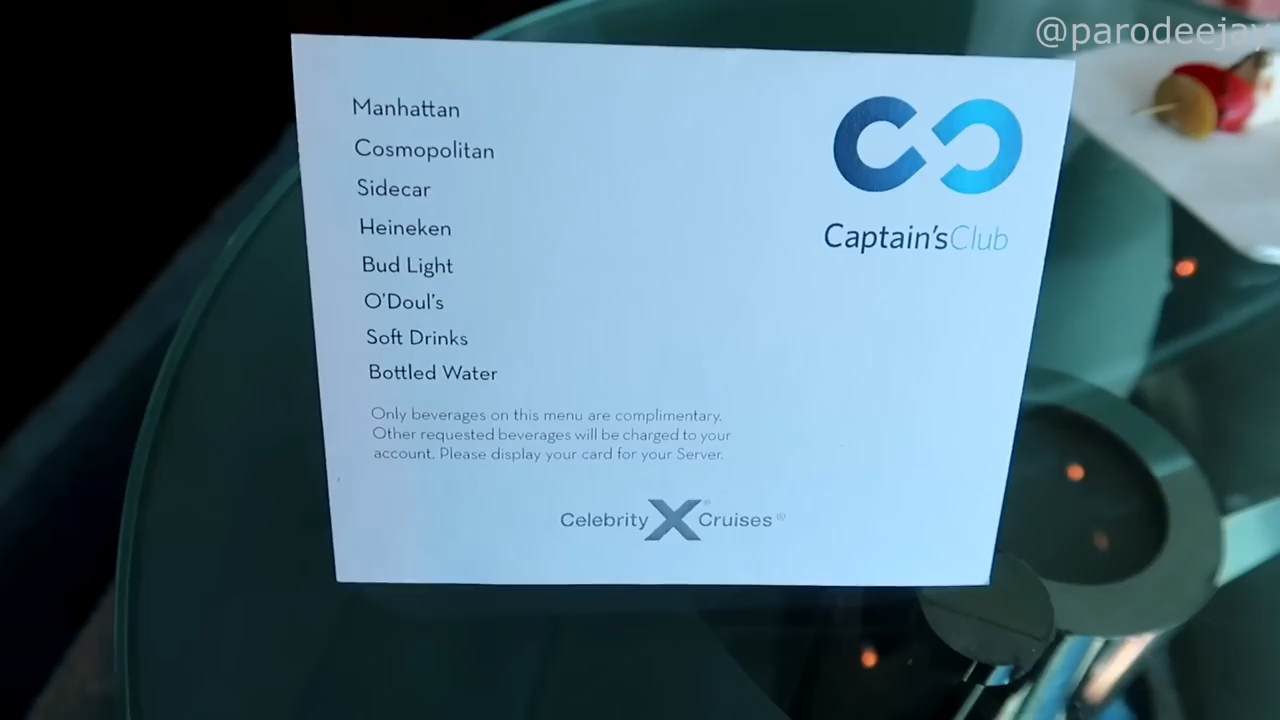 @parodeejay
Manhattan
Cosmopolitan
Sidecar
Heineken
Bud Light
O'Doul's
Soft Drinks
Bottled Water
Only beverages on this menu are complimentary.
Other requested beverages will be charged to your
account. Please display your card for your Server.
Captain'sClub
Celebrity X Cruises®